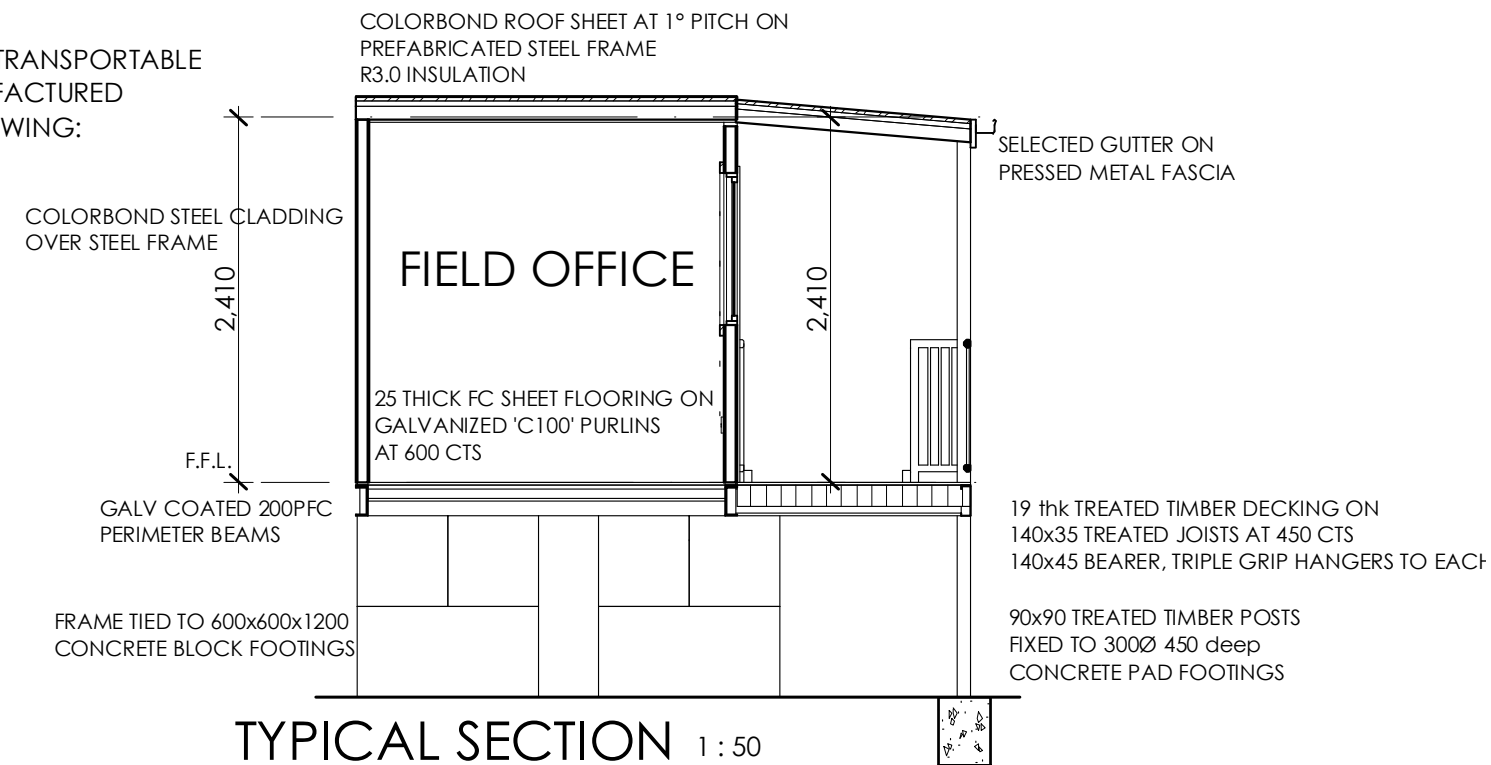 COLORBOND ROOF SHEET AT 1° PITCH ON
PREFABRICATED STEEL FRAME
R3.0 INSULATION
TRANSPORTABLE
FACTURED
WING:
SELECTED GUTTER ON
PRESSED METAL FASCIA
COLORBOND STEEL CLADDING
OVER STEEL FRAME
2,410
FIELD OFFICE
2,410
25 THICK FC SHEET FLOORING ON
GALVANIZED 'C100' PURLINS
AT 600 CTS
F.F.L.
GALV COATED 200PFC
PERIMETER BEAMS
19 thk TREATED TIMBER DECKING ON
140x35 TREATED JOISTS AT 450 CTS
140x45 BEARER, TRIPLE GRIP HANGERS TO EACH
FRAME TIED TO 600x600x1200
CONCRETE BLOCK FOOTINGS
90x90 TREATED TIMBER POSTS
FIXED TO 300Ø 450 deep
CONCRETE PAD FOOTINGS
TYPICAL SECTION 1 : 50